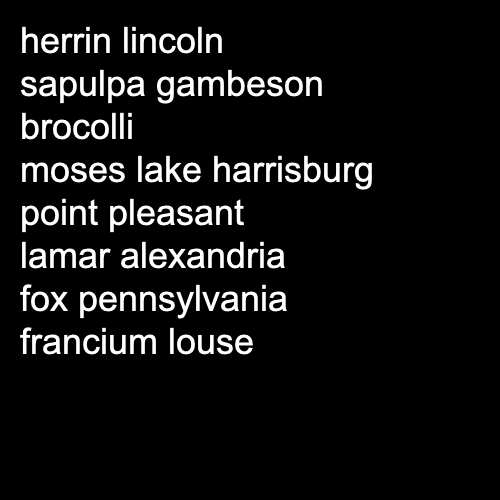 herrin lincoln
sapulpa gambeson
brocolli
moses lake harrisburg
point pleasant
lamar alexandria
fox pennsylvania
francium louse